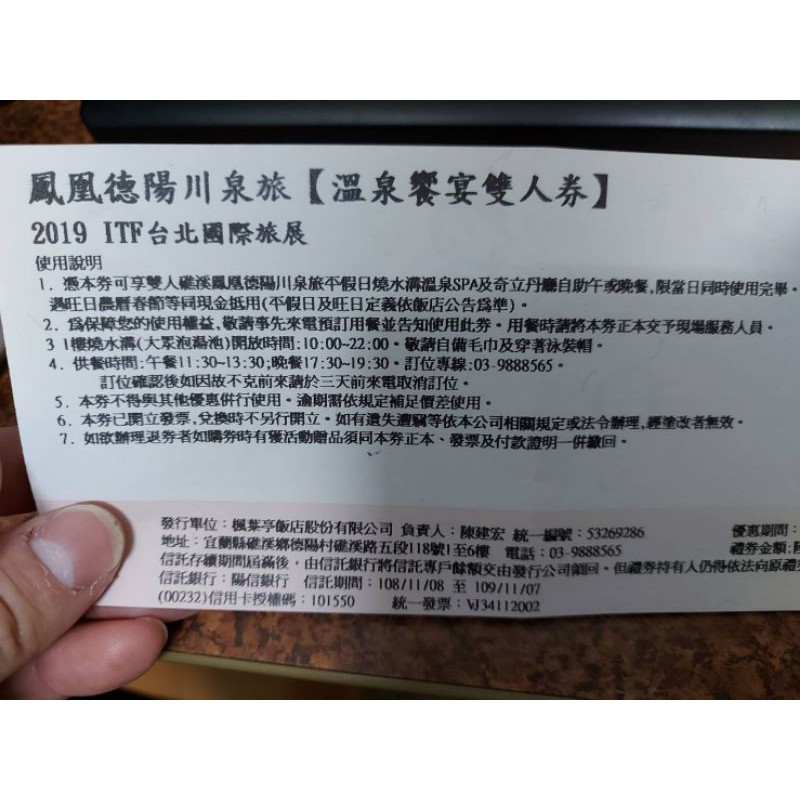 鳳凰德陽川泉旅【溫泉饗宴雙人券】
2019 ITF台北國際旅展
使用說明
1. 憑本券可享雙人礁溪鳳凰德陽川泉旅平假日燒水溝溫泉SPA及奇立丹廳自助午或晚餐,限當日同時使用完畢。
遇旺日農曆春節等同現金抵用(平假日及旺日定義依飯店公告為準)。
2. 為保障您的使用權益,敬請事先來電預訂用餐並告知使用此券。用餐時請將本券正本交予現場服務人員。
3 1樓燒水溝(大眾泡湯池)開放時間:10:00~22:00。敬請自備毛巾及穿著泳裝帽。
4. 供餐時間:午餐11:30~13:30;晚餐17:30~19:30。訂位專線:03-9888565。
訂位確認後如因故不克前來請於三天前來電取消訂位。
5. 本券不得與其他優惠併行使用。逾期需依規定補足價差使用。
6. 本券已開立發票,兌換時不另行開立。如有遺失遭竊等依本公司相關規定或法令辦理,經塗改者無效。
7. 如欲辦理退券者如購券時有獲活動贈品須同本券正本、發票及付款證明一併繳回。
發行單位：楓葉亭飯店股份有限公司 負責人：陳建宏 統一編號：53269286 優惠期間：
地址：宜蘭縣礁溪鄉德陽村礁溪路五段118號1至6樓 電話：03-9888565 禮券金額:
信託存續期間屆滿後，由信託銀行將信託專戶餘額交由發行公司領回。但禮券持有人仍得依法向原禮
信託銀行：陽信銀行 信託期間：108/11/08 至 109/11/07
(00232)信用卡授權碼：101550 統一發票：VJ34112002